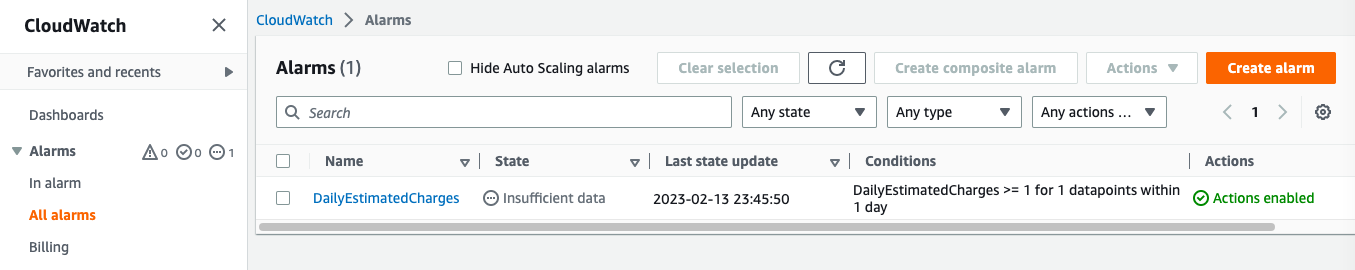 CloudWatch
Favorites and recents
Dashboards
Alarms 0 0 1
In alarm
All alarms
Billing
CloudWatch Alarms
Alarms (1) Hide Auto Scaling alarms Clear selection Create composite alarm Actions Create alarm
Search Any state Any type Any actions ... 1
Name State Last state update Conditions Actions
DailyEstimatedCharges Insufficient data 2023-02-13 23:45:50 DailyEstimatedCharges >= 1 for 1 datapoints within Actions enabled
1 day